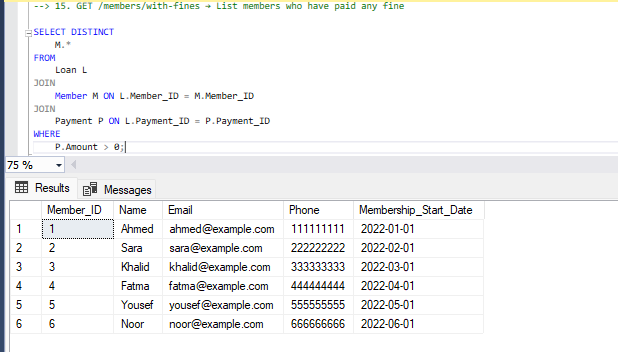 --> 15. GET /members/with-fines → List members who have paid any fine
SELECT DISTINCT
M.*
FROM
Loan L
JOIN
Member M ON L.Member_ID = M.Member_ID
JOIN
Payment P ON L.Payment_ID = P.Payment_ID
WHERE
P.Amount > 0;
75 %
Results Messages
Member_ID Name Email Phone Membership_Start_Date
1 1 Ahmed ahmed@example.com 111111111 2022-01-01
2 2 Sara sara@example.com 222222222 2022-02-01
3 3 Khalid khalid@example.com 333333333 2022-03-01
4 4 Fatma fatma@example.com 444444444 2022-04-01
5 5 Yousef yousef@example.com 555555555 2022-05-01
6 6 Noor noor@example.com 666666666 2022-06-01